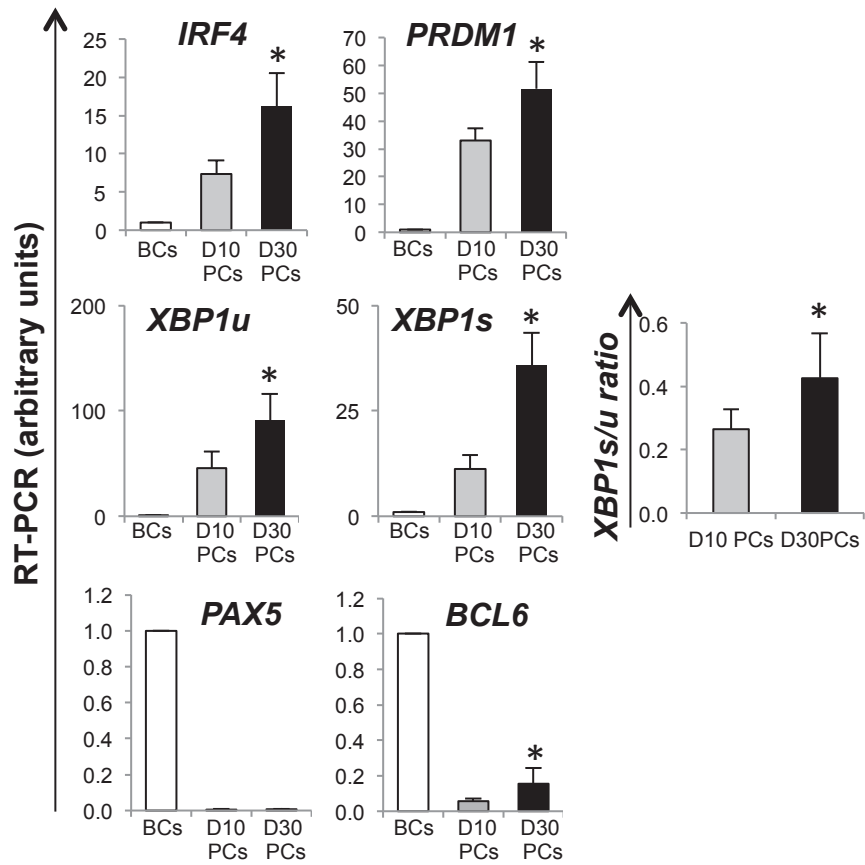 RT-PCR (arbitrary units)
IRF4
25
20
15
10
5
0
*
BCs
D10
PCs
D30
PCs
PRDM1
70
60
50
40
30
20
10
0
*
BCs
D10
PCs
D30
PCs
XBP1u
200
100
0
*
BCs
D10
PCs
D30
PCs
XBP1s
50
25
0
*
BCs
D10
PCs
D30
PCs
XBP1s/u ratio
0.6
0.4
0.2
0.0
*
D10 PCs D30PCs
PAX5
1.2
1.0
0.8
0.6
0.4
0.2
0.0
BCs
D10
PCs
D30
PCs
BCL6
1.2
1.0
0.8
0.6
0.4
0.2
0.0
*
BCs
D10
PCs
D30
PCs